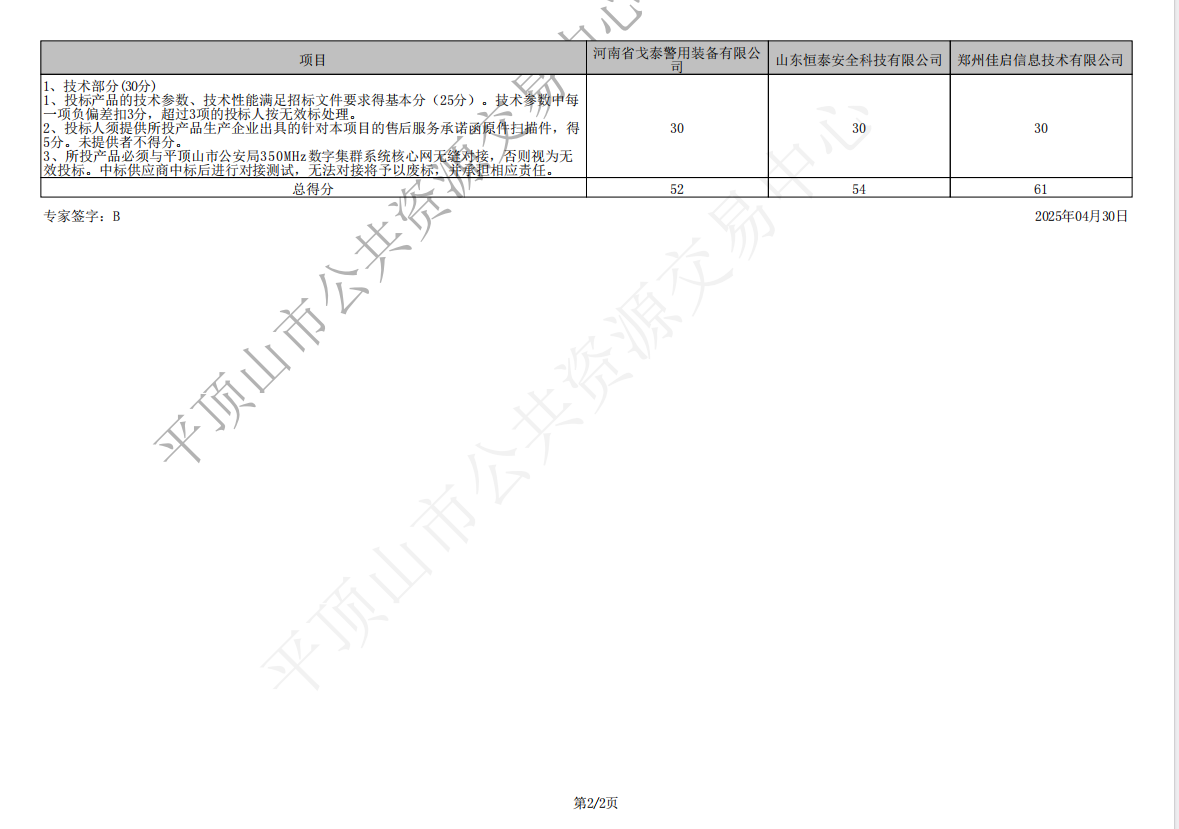 项目
河南省戈泰警用装备有限公
司
山东恒泰安全科技有限公司
郑州佳启信息技术有限公司
1、技术部分(30分)
1、投标产品的技术参数、技术性能满足招标文件要求得基本分（25分）。技术参数中每
一项负偏差扣3分，超过3项的投标人按无效标处理。
2、投标人须提供所投产品生产企业出具的针对本项目的售后服务承诺函原件扫描件，得
5分。未提供者不得分。
3、所投产品必须与平顶山市公安局350MHz数字集群系统核心网无缝对接，否则视为无
效投标。中标供应商中标后进行对接测试，无法对接将予以废标，并承担相应责任。
30
30
30
总得分
52
54
61
专家签字：B
2025年04月30日
平顶山市公共资源交易中心
平顶山市公共资源交易中心
第2/2页